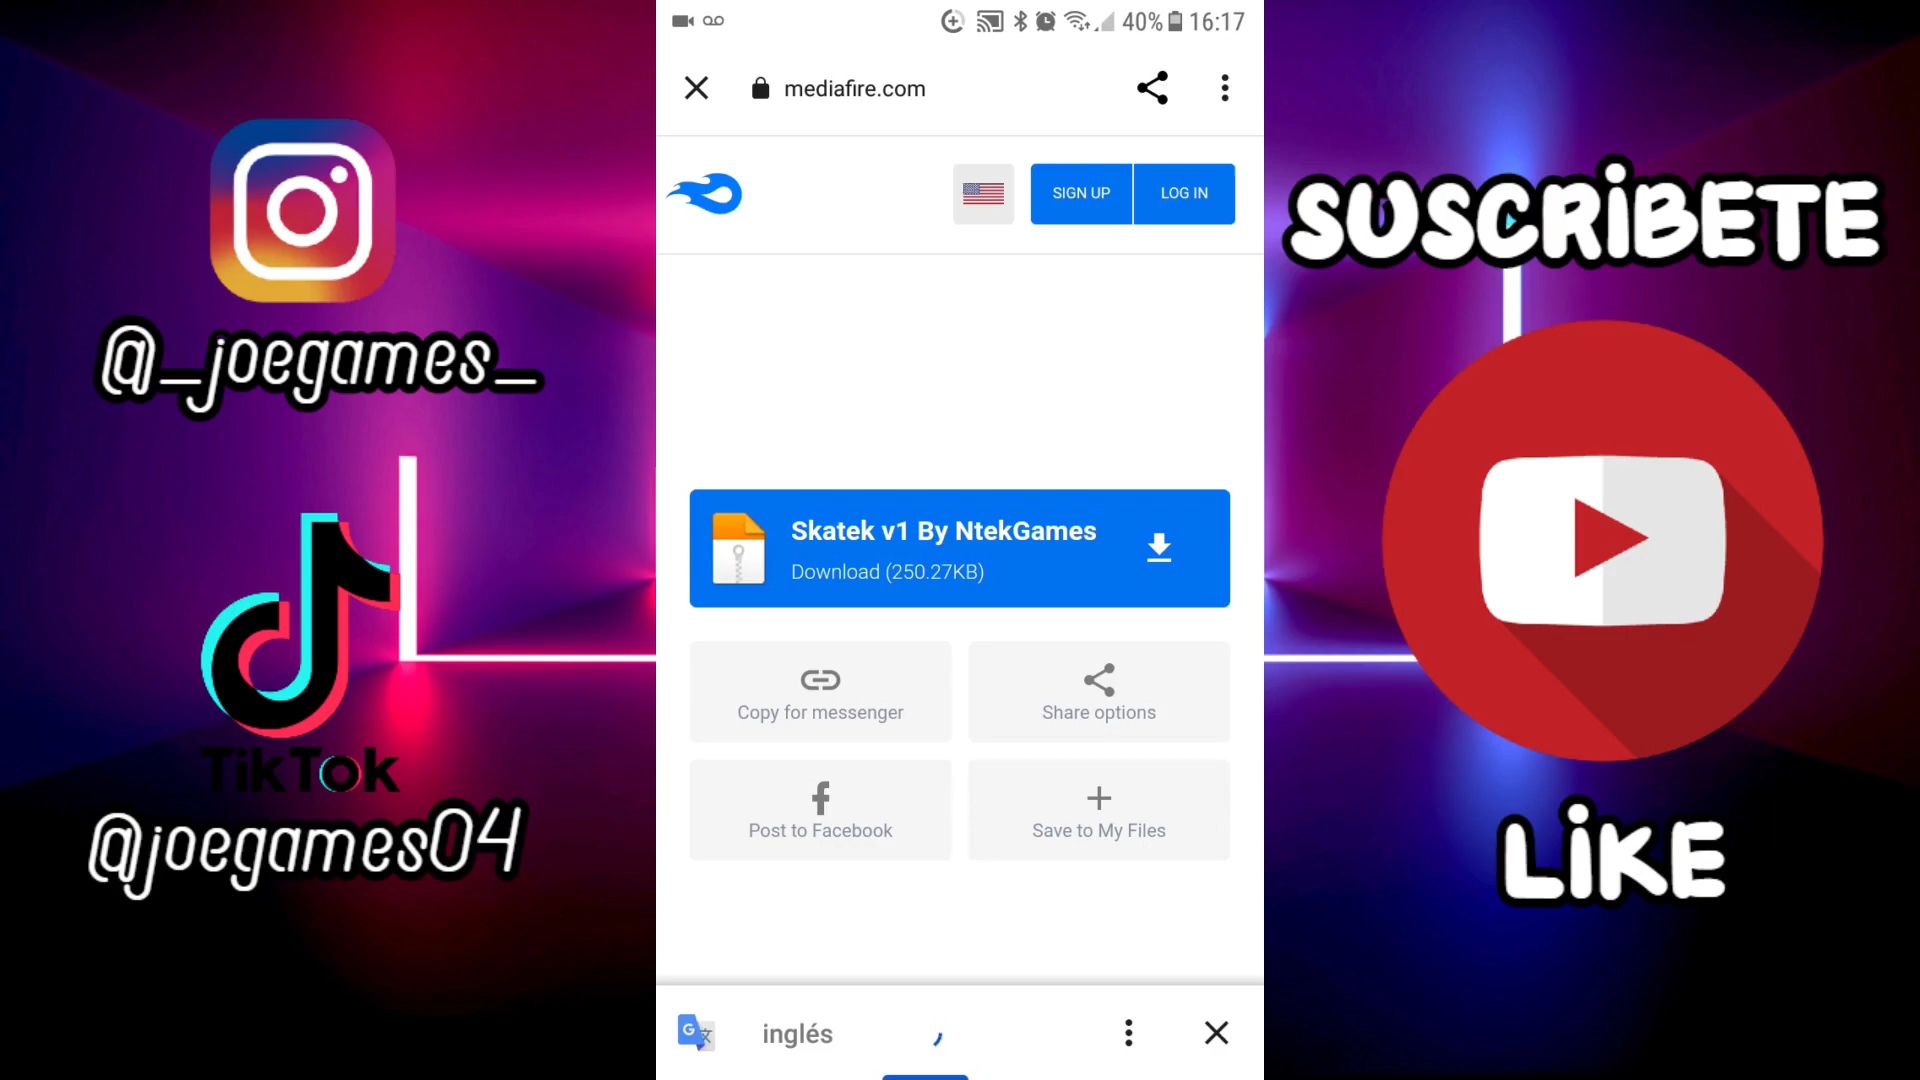 40% 16:17
mediafire.com
SIGN UP
LOG IN
Skatek v1 By NtekGames
Download (250.27KB)
Copy for messenger
Share options
Post to Facebook
Save to My Files
G 文
inglés
@_joegames_
TikTok
@joegames04
SUSCRIBETE
LIKE